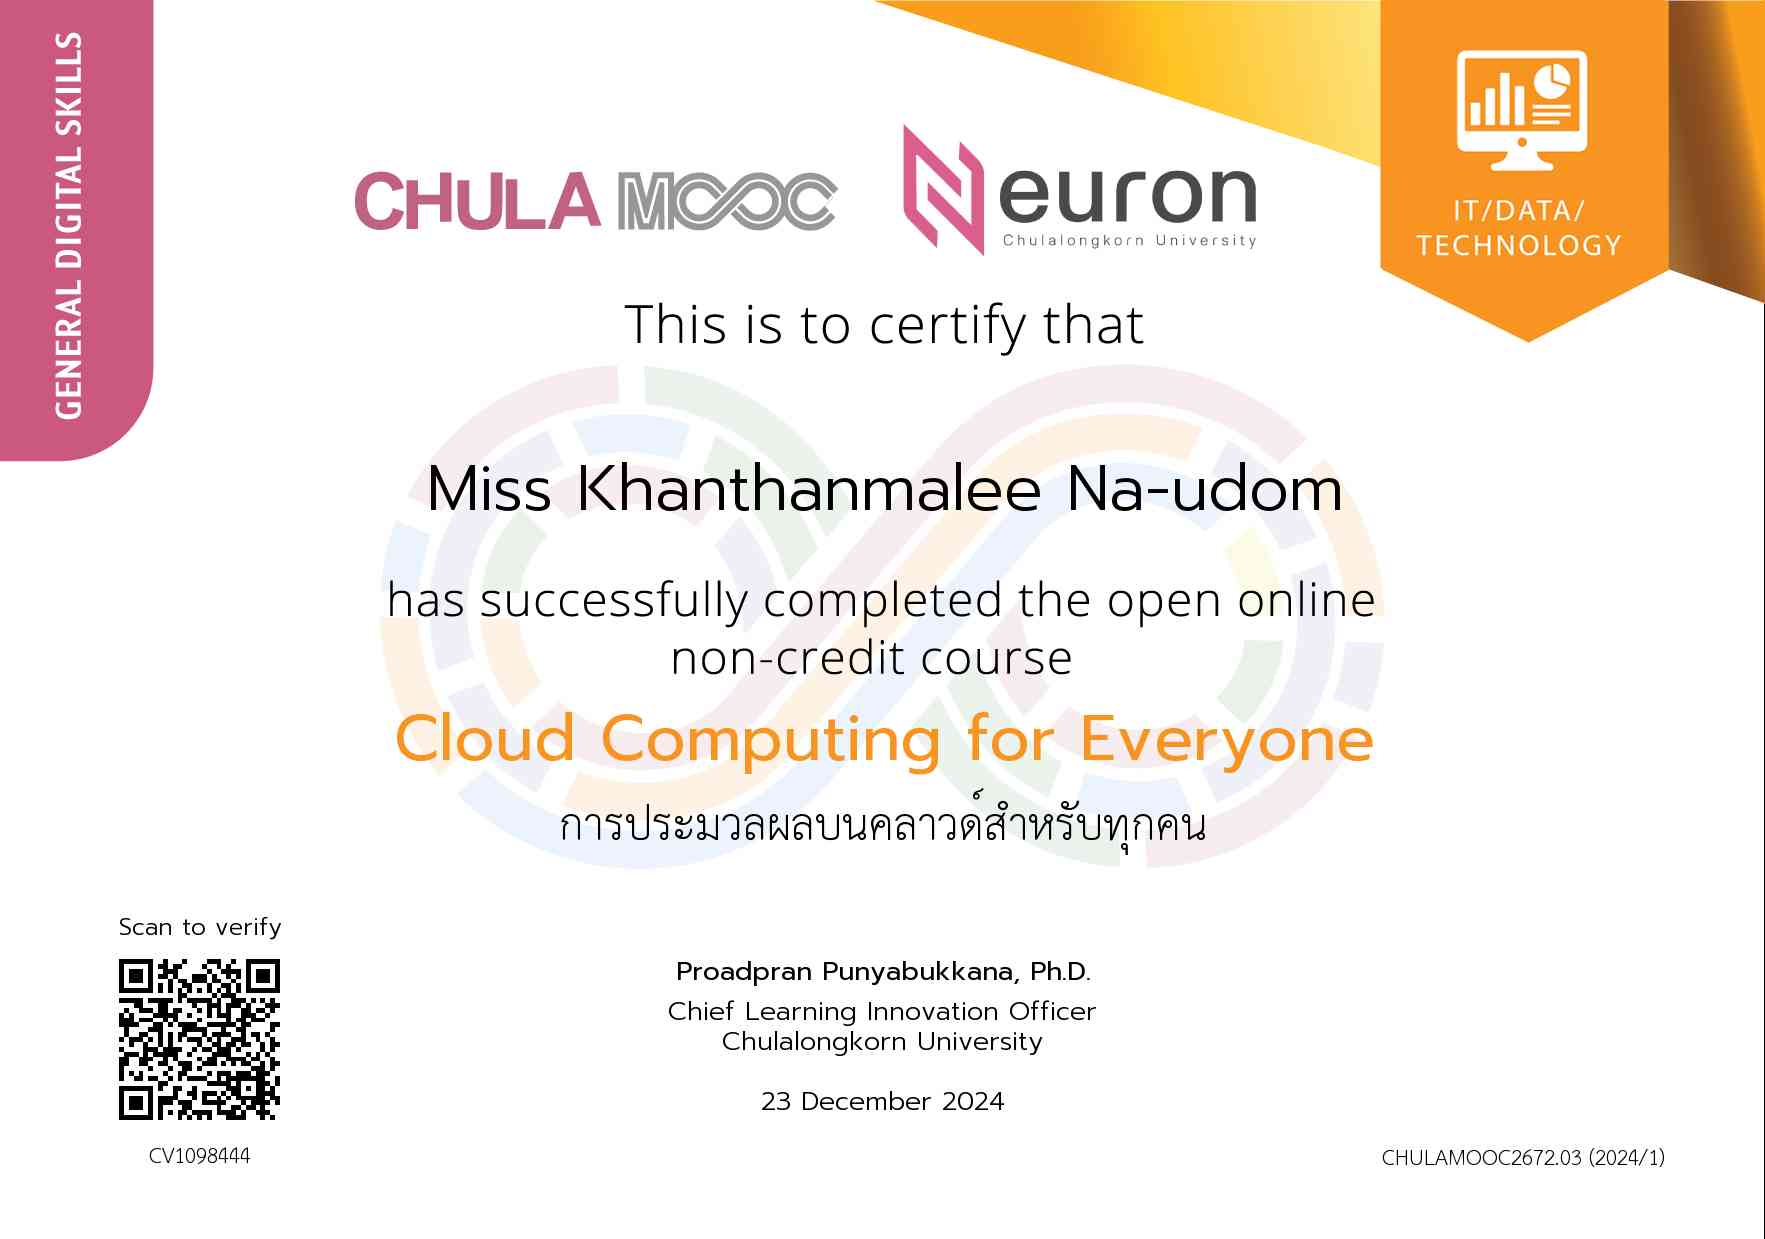 GENERAL DIGITAL SKILLS
CHULA MOOC
Neuron
Chulalongkorn University
IT/DATA/
TECHNOLOGY
This is to certify that
Miss Khanthanmalee Na-udom
has successfully completed the open online
non-credit course
Cloud Computing for Everyone
การประมวลผลบนคลาวด์สำหรับทุกคน
Scan to verify
CV1098444
Proadpran Punyabukkana, Ph.D.
Chief Learning Innovation Officer
Chulalongkorn University
23 December 2024
CHULAMOOC2672.03 (2024/1)